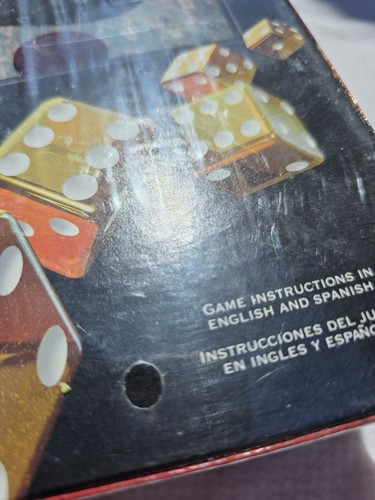 GAME INSTRUCTIONS IN
ENGLISH AND SPANISH
INSTRUCCIONES DEL
EN INGLES Y